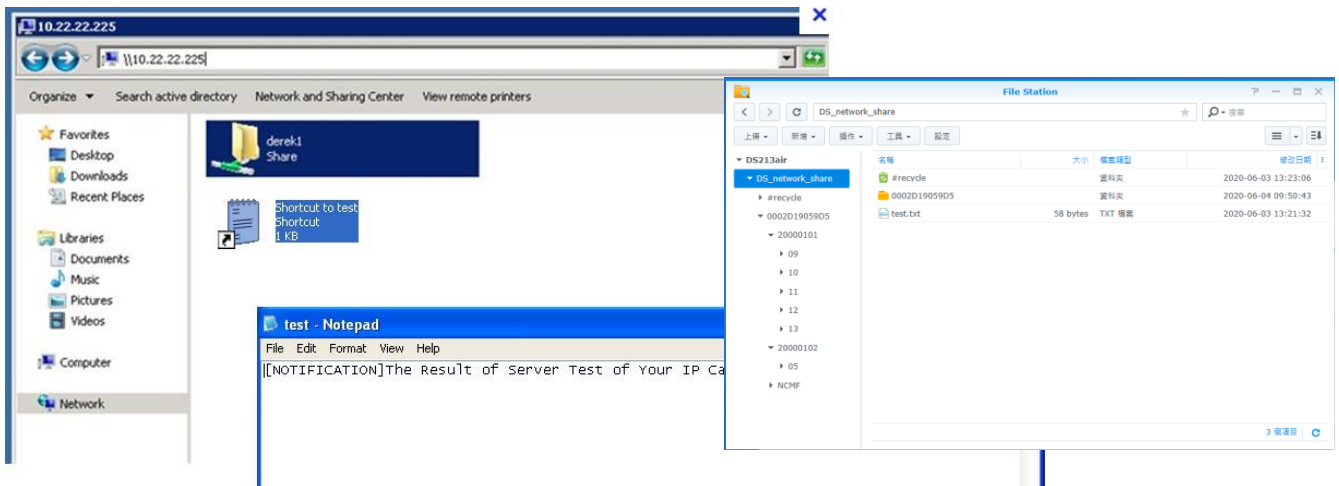 10.22.22.225
\\10.22.22.225
Organize Search active directory Network and Sharing Center View remote printers
Favorites
Desktop
Downloads
Recent Places
Libraries
Documents
Music
Pictures
Videos
Computer
Network
derek1
Share
Shortcut to test
Shortcut
1 KB
test - Notepad
File Edit Format View Help
[NOTIFICATION]The Result of Server Test of Your IP Ca
File Station
DS_network_share
搜尋
上傳 新增 操作 工具 設定
DS213air
DS_network_share
#recycle
0002D19059D5
20000101
09
10
11
12
13
20000102
05
NCMF
名稱 大小 檔案類型 修改日期
#recycle 資料夾 2020-06-03 13:23:06
0002D19059D5 資料夾 2020-06-04 09:50:43
test.txt 58 bytes TXT 檔案 2020-06-03 13:21:32
3 個項目